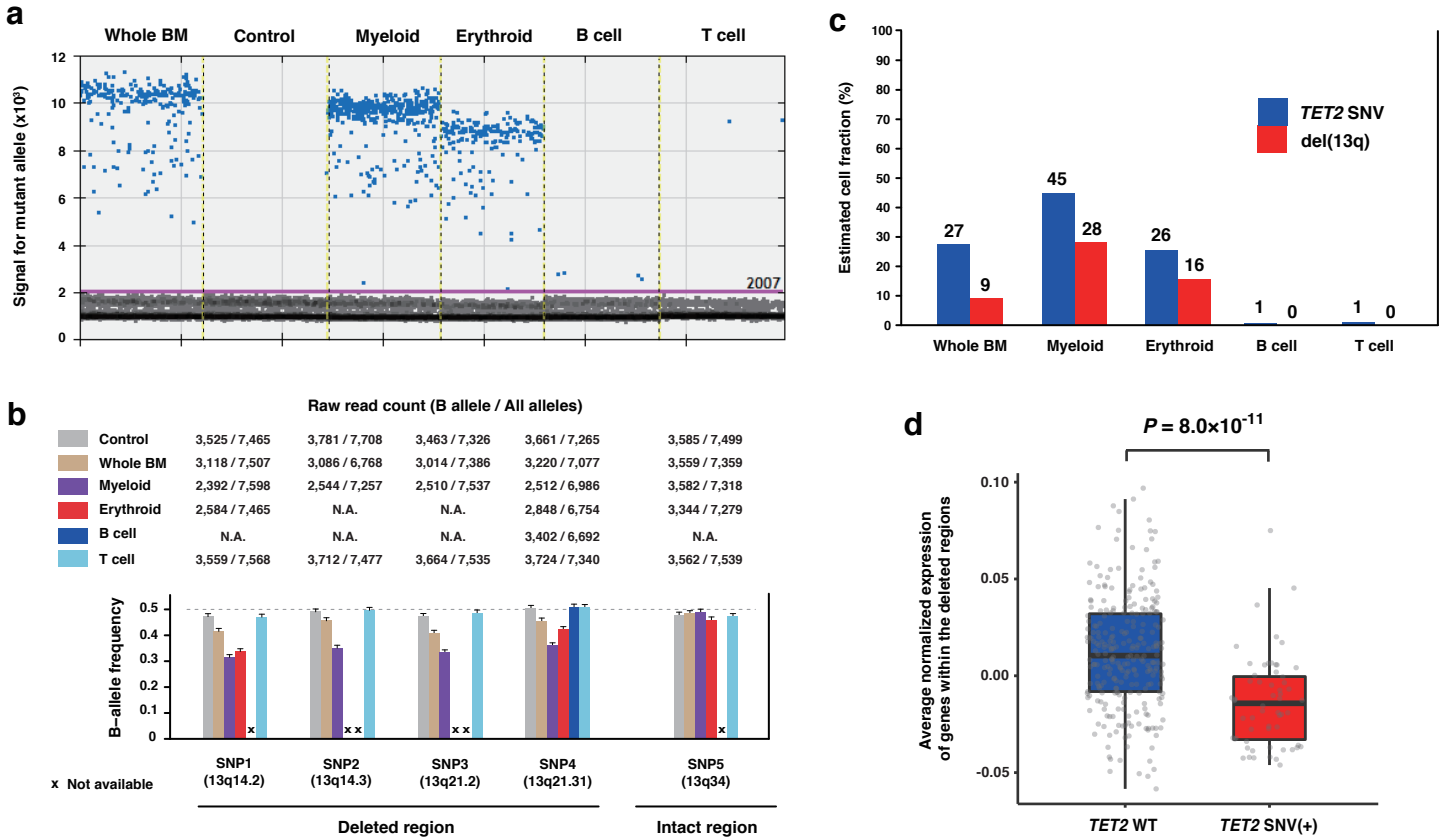 a
Whole BM Control Myeloid Erythroid B cell T cell
Signal for mutant allele (x10³)
12
10
8
6
4
2
0
2007
b
Raw read count (B allele / All alleles)
Control 3,525 / 7,465 3,781 / 7,708 3,463 / 7,326 3,661 / 7,265 3,585 / 7,499
Whole BM 3,118 / 7,507 3,086 / 6,768 3,014 / 7,386 3,220 / 7,077 3,559 / 7,359
Myeloid 2,392 / 7,598 2,544 / 7,257 2,510 / 7,537 2,512 / 6,986 3,582 / 7,318
Erythroid 2,584 / 7,465 N.A. N.A. 2,848 / 6,754 3,344 / 7,279
B cell N.A. N.A. N.A. 3,402 / 6,692 N.A.
T cell 3,559 / 7,568 3,712 / 7,477 3,664 / 7,535 3,724 / 7,340 3,562 / 7,539
B–allele frequency
0.5
0.4
0.3
0.2
0.1
0
x x x x x x
SNP1 SNP2 SNP3 SNP4 SNP5
(13q14.2) (13q14.3) (13q21.2) (13q21.31) (13q34)
x Not available
Deleted region Intact region
c
Estimated cell fraction (%)
100
90
80
70
60
50
40
30
20
10
0
TET2 SNV
del(13q)
27 9 45 28 26 16 1 0 1 0
Whole BM Myeloid Erythroid B cell T cell
d
P = 8.0×10⁻¹¹
Average normalized expression
of genes within the deleted regions
0.10
0.05
0.00
-0.05
TET2 WT TET2 SNV(+)